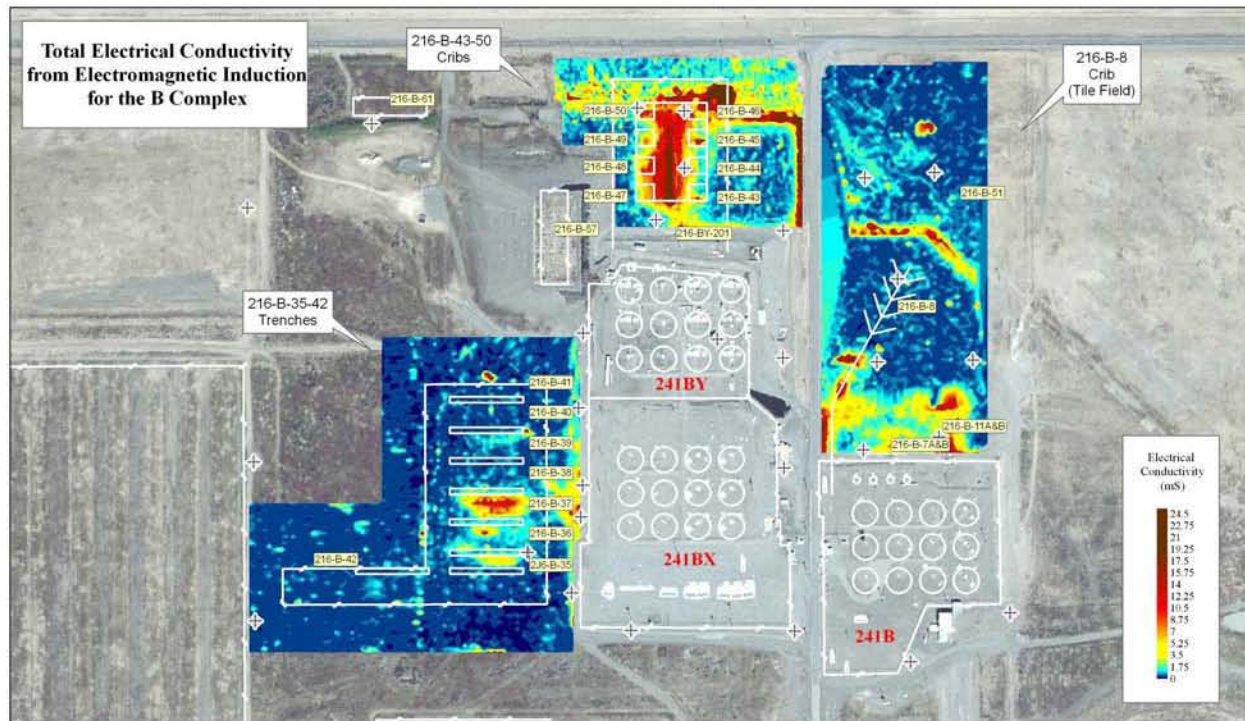 Total Electrical Conductivity
from Electromagnetic Induction
for the B Complex
216-B-43-50
Cribs
216-B-8
Crib
(Tile Field)
216-B-61
216-B-50
216-B-46
216-B-49
216-B-45
216-B-48
216-B-44
216-B-47
216-B-43
216-B-51
216-B-57
216-BY-201
216-B-35-42
Trenches
216-B-8
241BY
216-B-41
216-B-40
216-B-39
216-B-38
216-B-37
216-B-36
216-B-42
2J6-B-35
216-B-11A&B
216-B-7A&B
241BX
241B
Electrical
Conductivity
(mS)
24.5
22.75
21
19.25
17.5
15.75
14
12.25
10.5
8.75
7
5.25
3.5
1.75
0